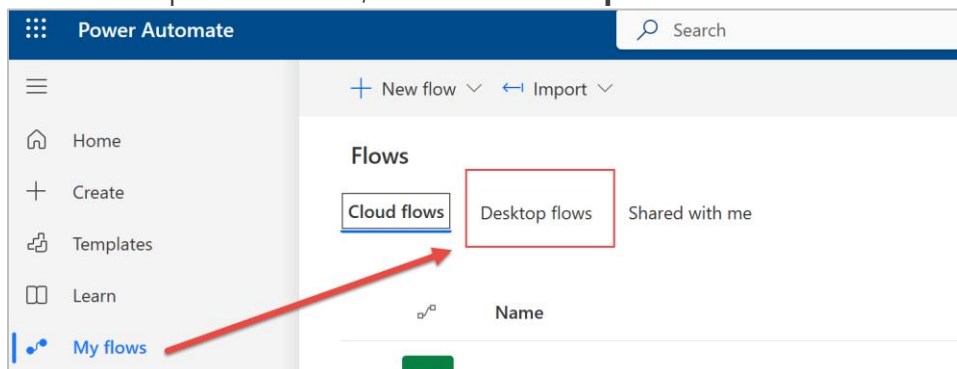 Power Automate
Search
New flow
Import
Home
Flows
Create
Cloud flows
Desktop flows
Shared with me
Templates
Learn
Name
My flows